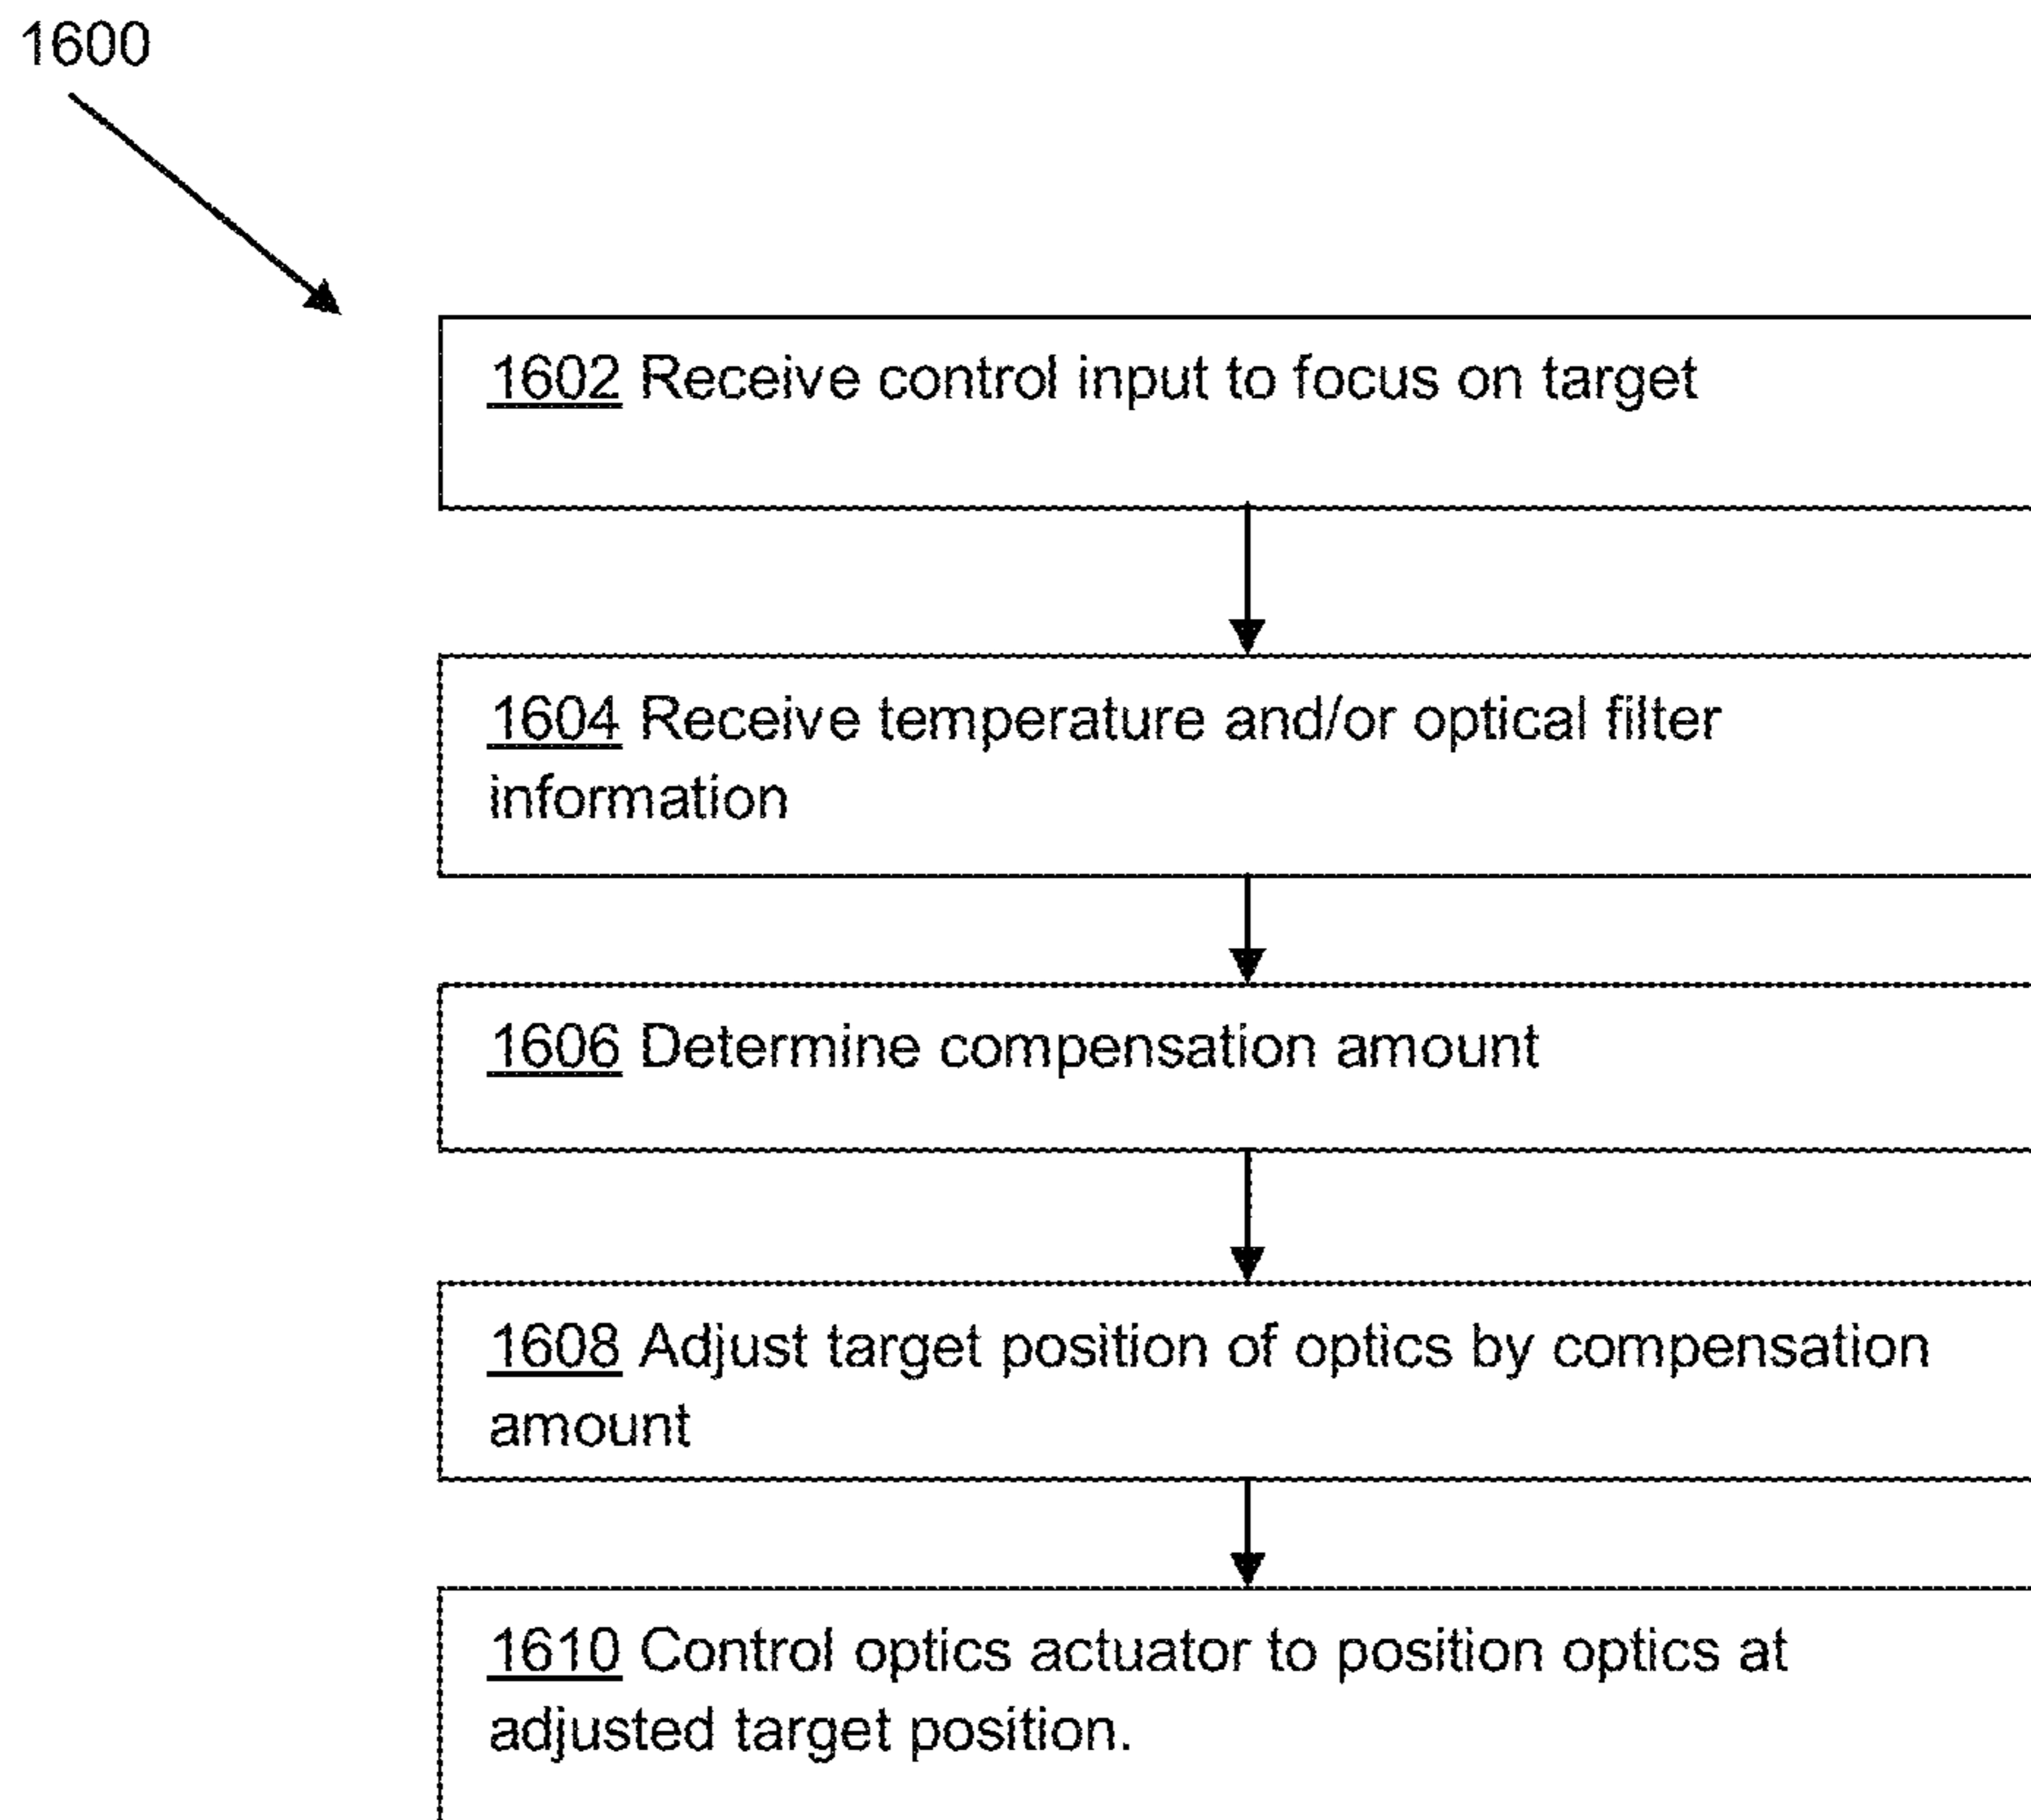 1600
1602 Receive control input to focus on target
1604 Receive temperature and/or optical filter
information
1606 Determine compensation amount
1608 Adjust target position of optics by compensation
amount
1610 Control optics actuator to position optics at
adjusted target position.